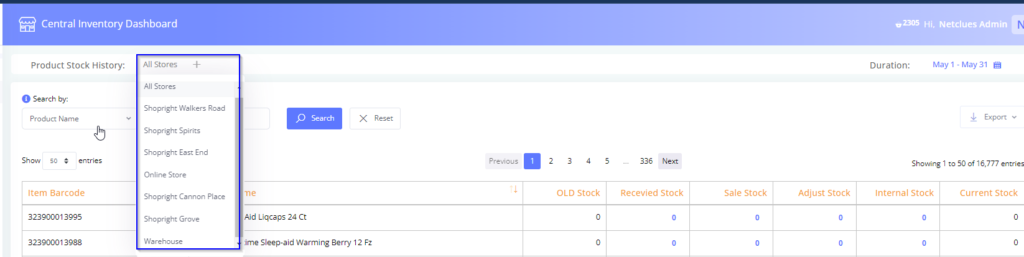 Central Inventory Dashboard
2305 Hi, Netclues Admin N
Product Stock History:
All Stores +
Duration: May 1 - May 31
All Stores
Shopright Walkers Road
Shopright Spirits
Shopright East End
Online Store
Shopright Cannon Place
Shopright Grove
Warehouse
Search by:
Product Name
Search
Reset
Export
Show 50 entries
Previous 1 2 3 4 5 ... 336 Next
Showing 1 to 50 of 16,777 entries
Item Barcode me OLD Stock Recevied Stock Sale Stock Adjust Stock Internal Stock Current Stock
323900013995 Aid Liqcaps 24 Ct 0 0 0 0 0 0
323900013988 ime Sleep-aid Warming Berry 12 Fz 0 0 0 0 0 0